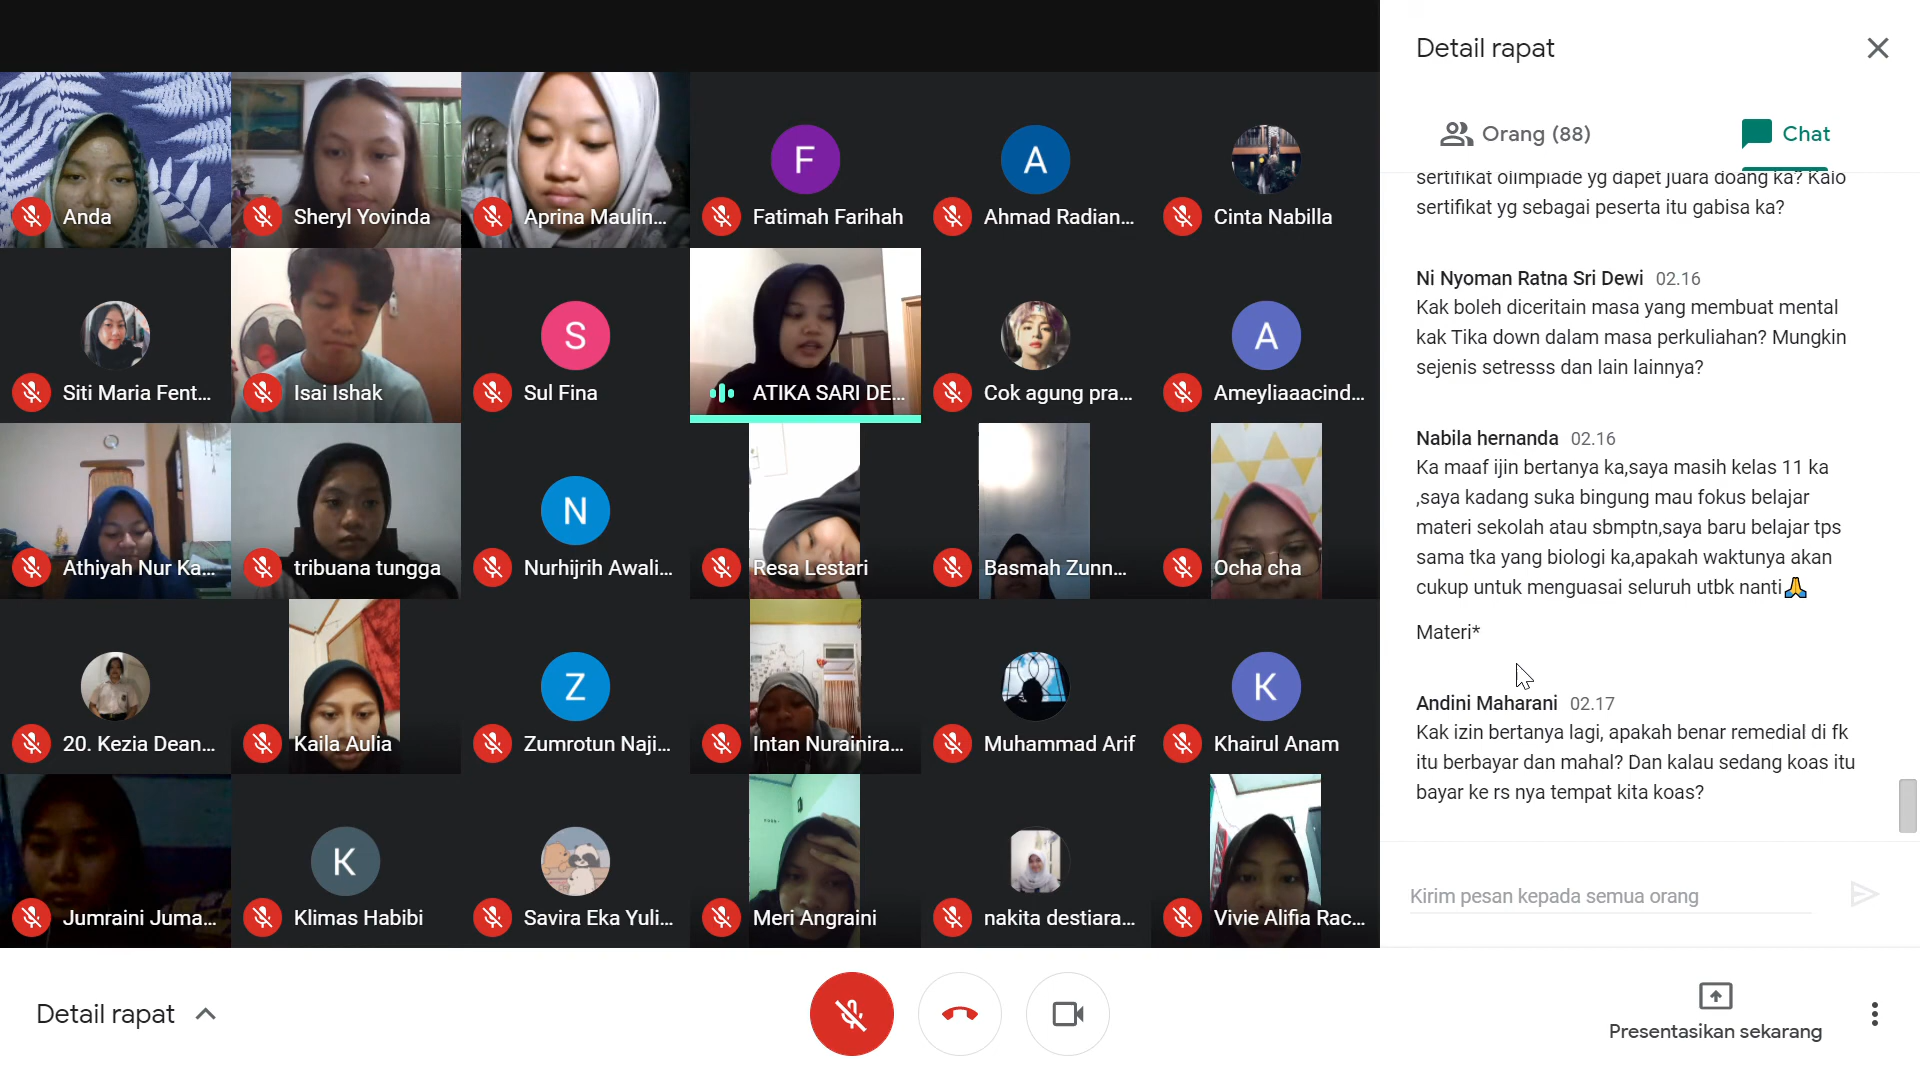 Detail rapat
Orang (88)
Chat
sertifikat olimpiade yg dapet juara doang ka? Kalo
sertifikat yg sebagai peserta itu gabisa ka?
Ni Nyoman Ratna Sri Dewi 02.16
Kak boleh diceritain masa yang membuat mental
kak Tika down dalam masa perkuliahan? Mungkin
sejenis setresss dan lain lainnya?
Nabila hernanda 02.16
Ka maaf ijin bertanya ka,saya masih kelas 11 ka
,saya kadang suka bingung mau fokus belajar
materi sekolah atau sbmptn,saya baru belajar tps
sama tka yang biologi ka,apakah waktunya akan
cukup untuk menguasai seluruh utbk nanti🙏
Materi*
Andini Maharani 02.17
Kak izin bertanya lagi, apakah benar remedial di fk
itu berbayar dan mahal? Dan kalau sedang koas itu
bayar ke rs nya tempat kita koas?
Kirim pesan kepada semua orang
Anda
Sheryl Yovinda
Aprina Maulin...
F
Fatimah Farihah
A
Ahmad Radian...
Cinta Nabilla
Siti Maria Fent...
Isai Ishak
S
Sul Fina
ATIKA SARI DE...
Cok agung pra...
A
Ameyliaaacind...
Athiyah Nur Ka...
tribuana tungga
N
Nurhijrih Awali...
Resa Lestari
Basmah Zunn...
Ocha cha
20. Kezia Dean...
Kaila Aulia
Z
Zumrotun Naji...
Intan Nurainira...
Muhammad Arif
K
Khairul Anam
Jumraini Juma...
K
Klimas Habibi
Savira Eka Yuli...
Meri Angraini
nakita destiara...
Vivie Alifia Rac...
Detail rapat
Presentasikan sekarang